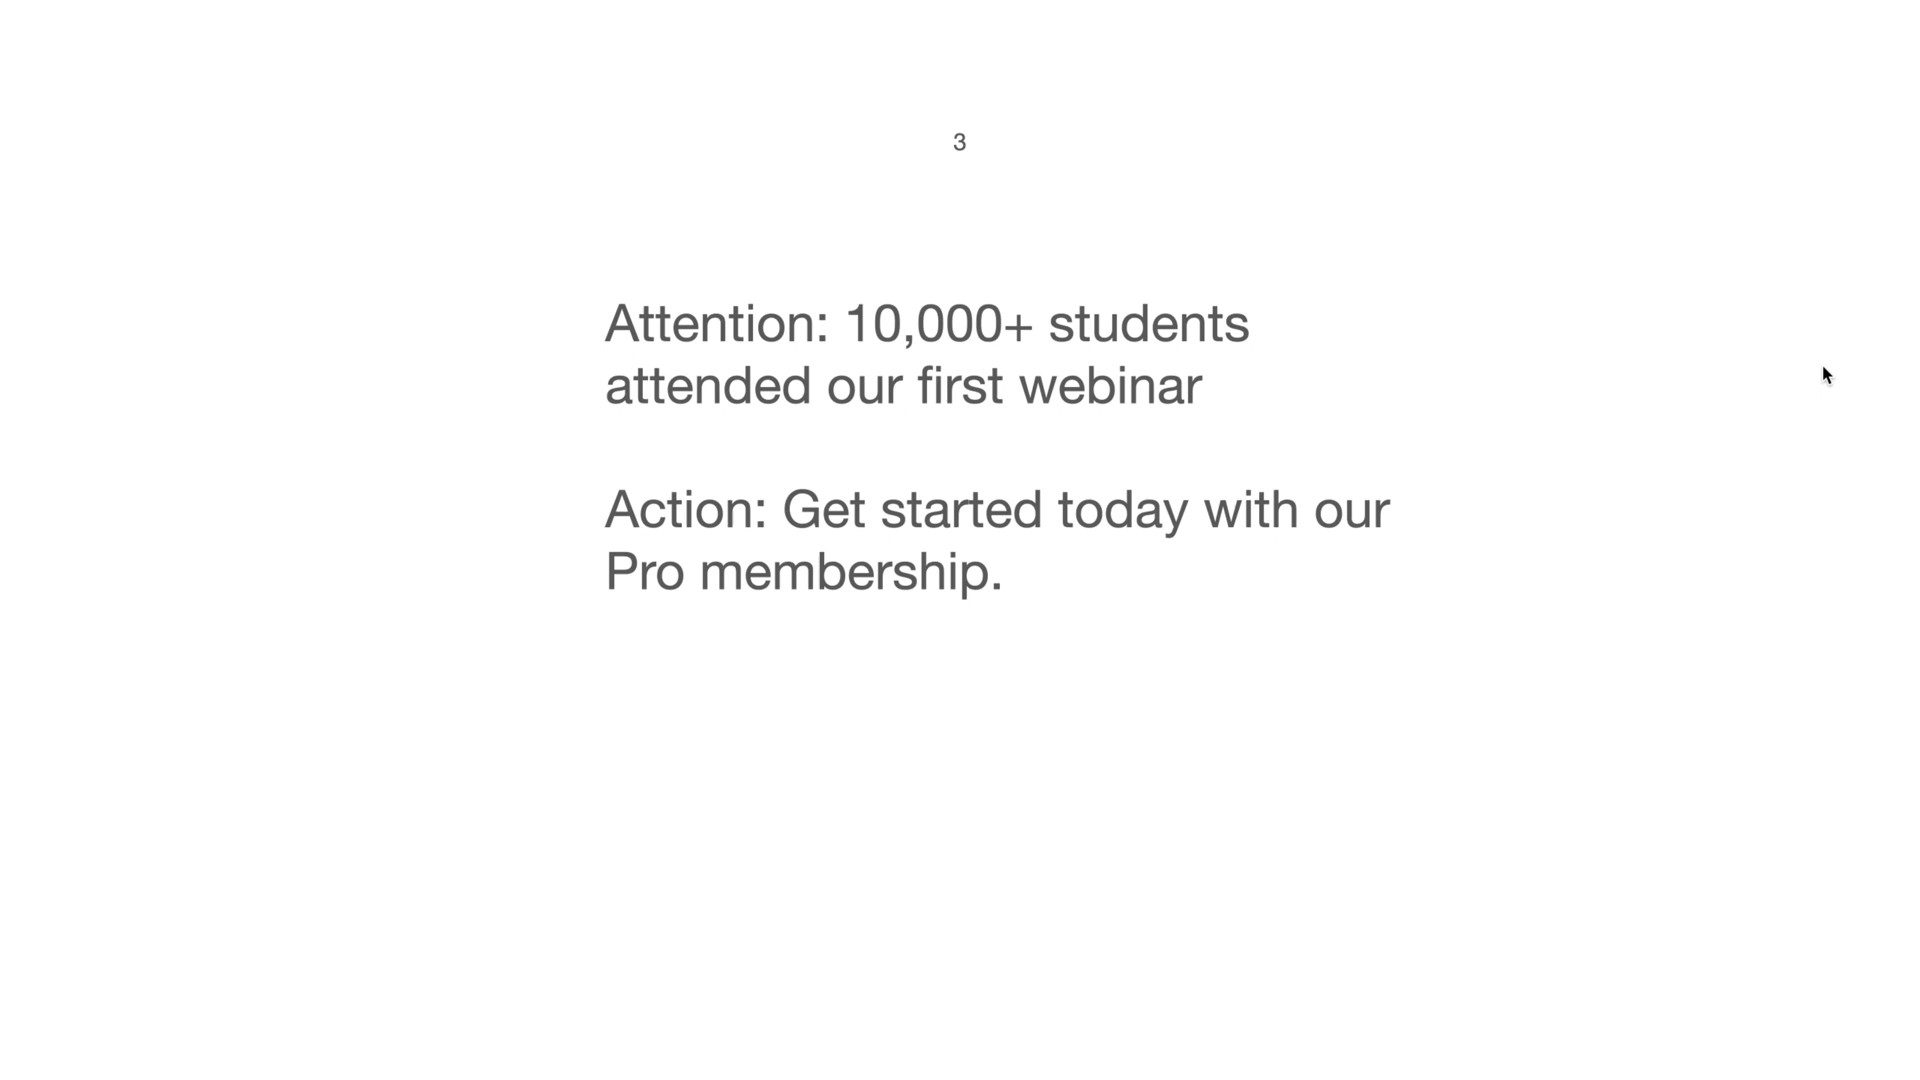 3
Attention: 10,000+ students
attended our first webinar
Action: Get started today with our
Pro membership.